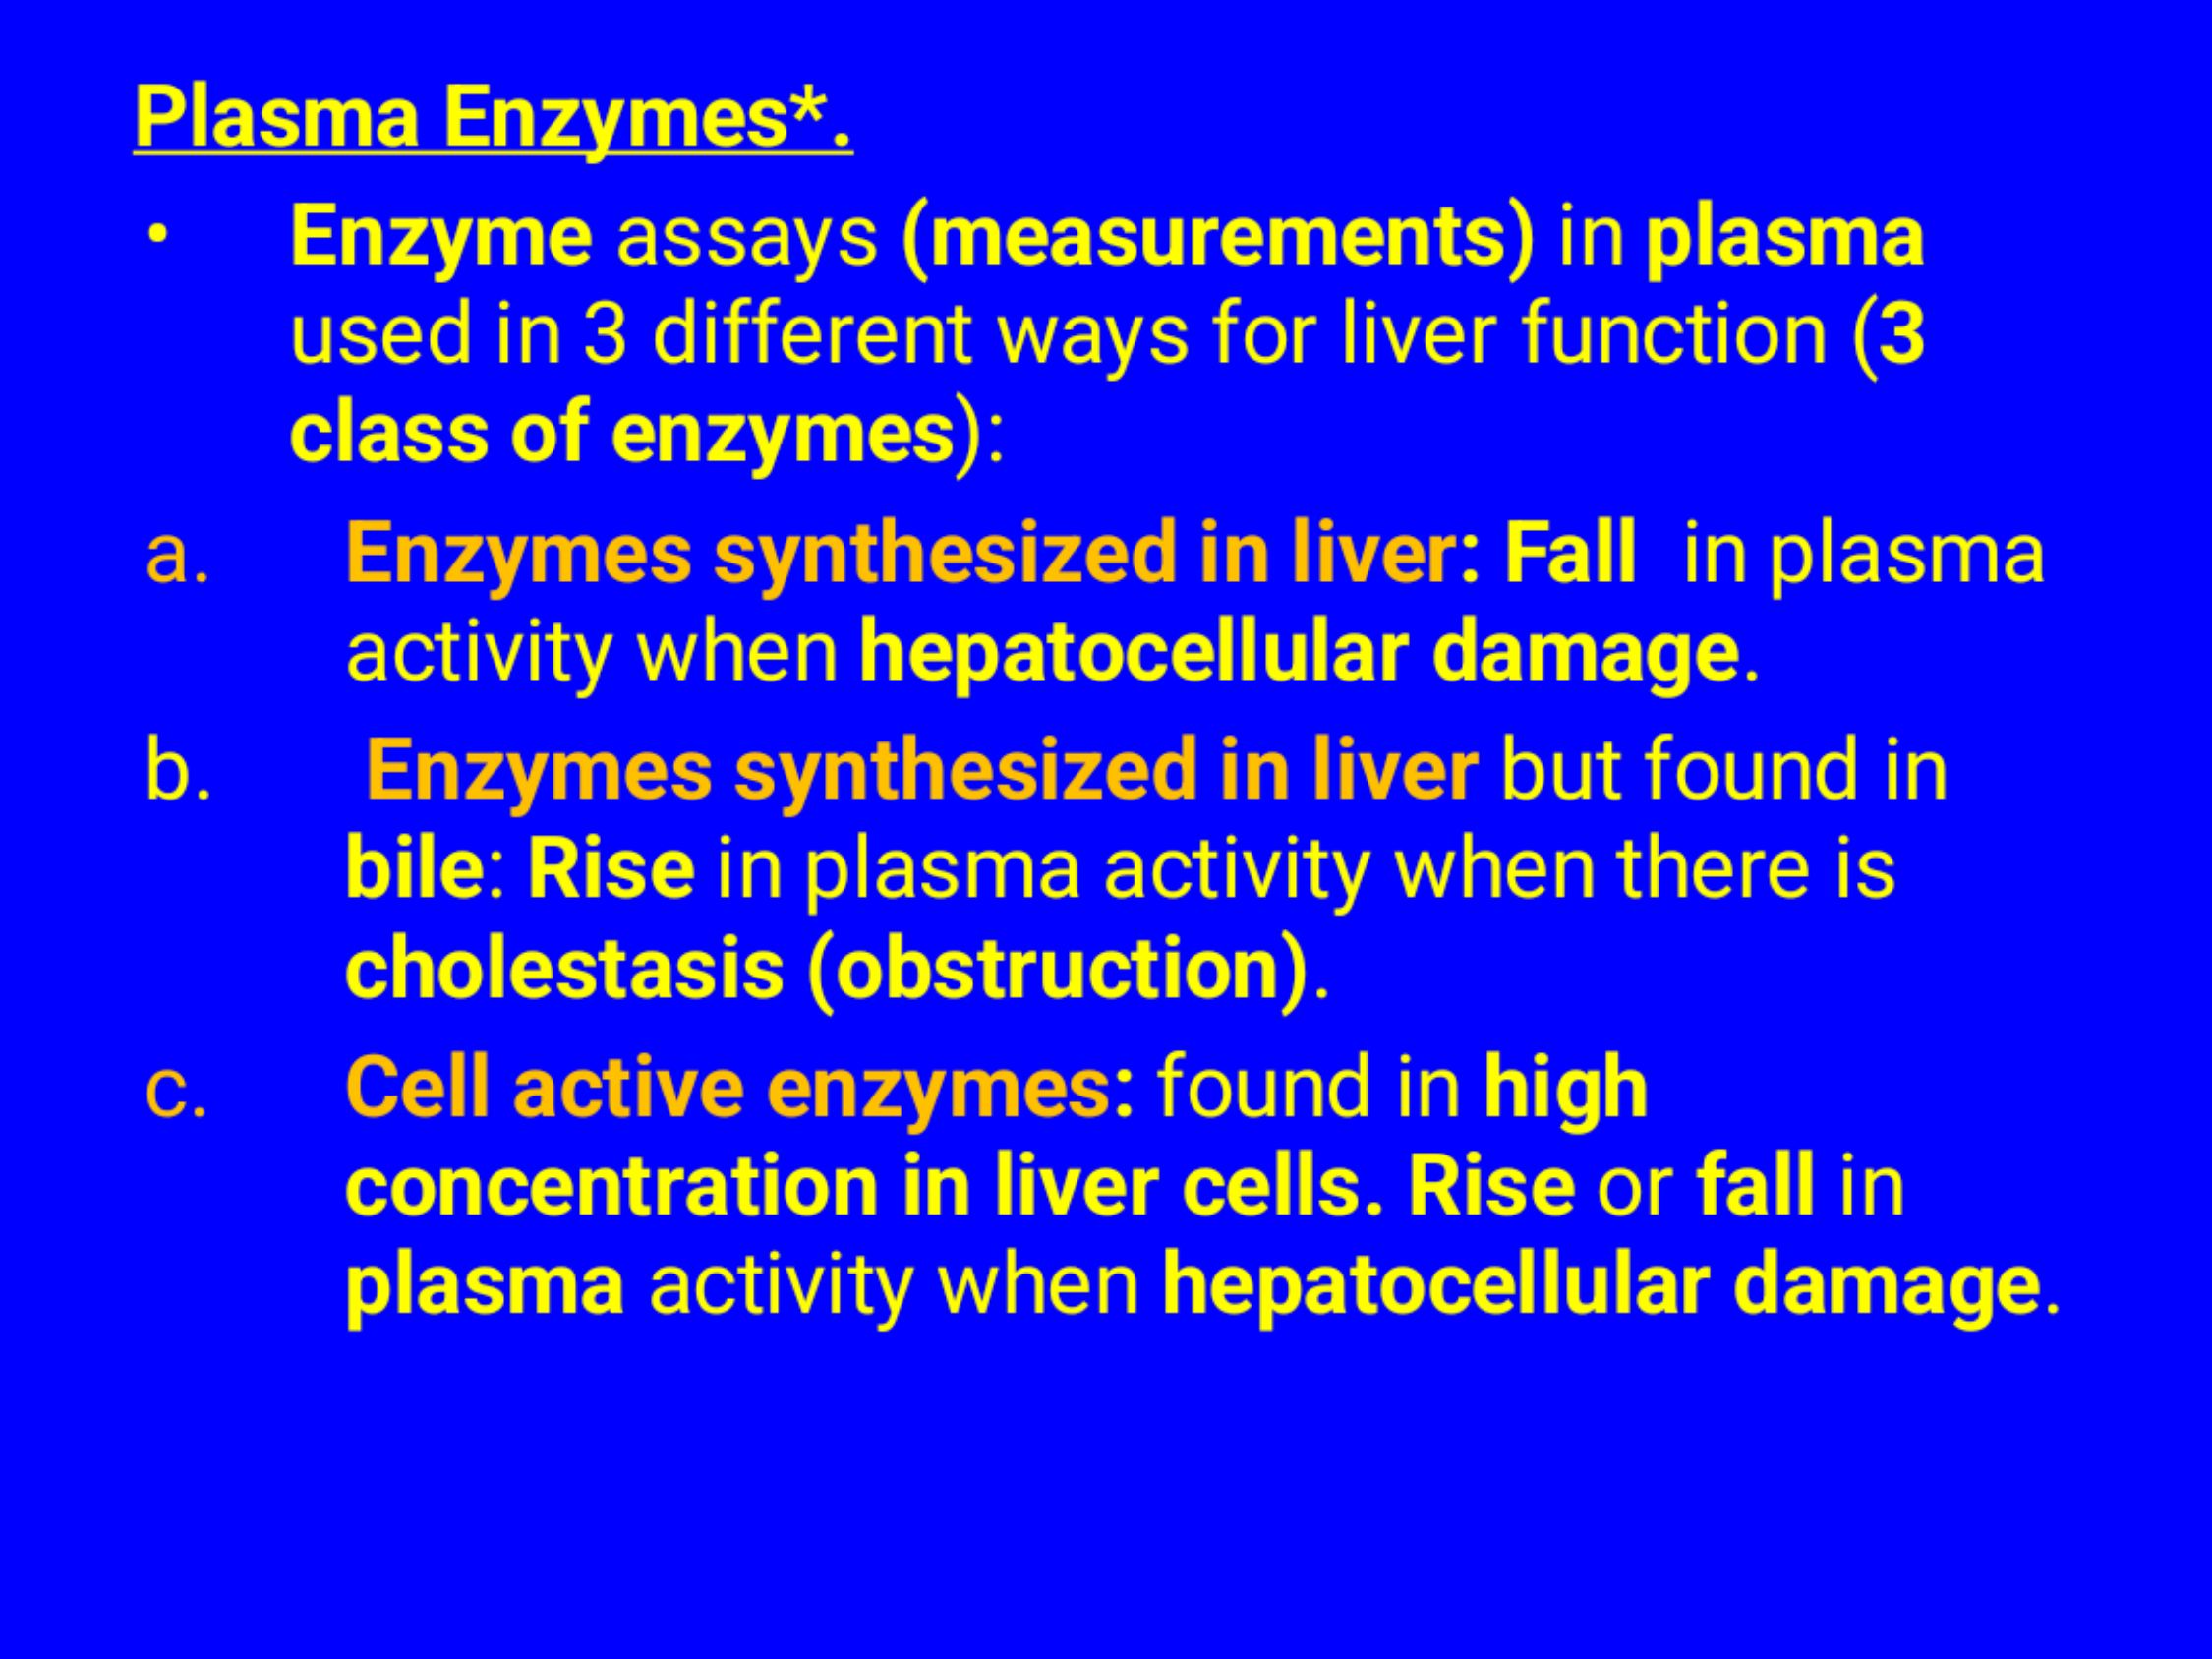 Plasma Enzymes*.
• Enzyme assays (measurements) in plasma
used in 3 different ways for liver function (3
class of enzymes):
a. Enzymes synthesized in liver: Fall in plasma
activity when hepatocellular damage.
b. Enzymes synthesized in liver but found in
bile: Rise in plasma activity when there is
cholestasis (obstruction).
c. Cell active enzymes: found in high
concentration in liver cells. Rise or fall in
plasma activity when hepatocellular damage.